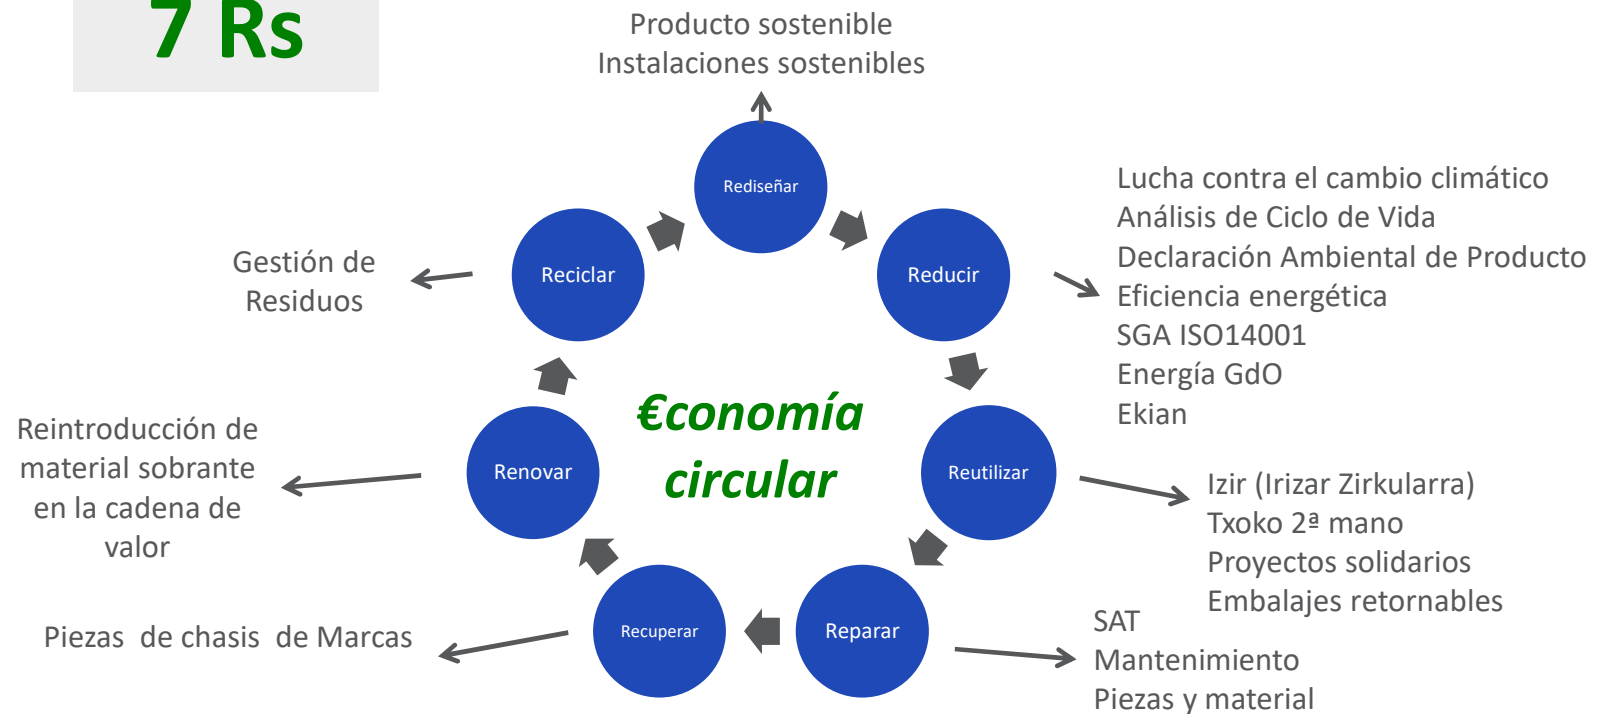 7 Rs
Producto sostenible
Instalaciones sostenibles
Rediseñar
Lucha contra el cambio climático
Análisis de Ciclo de Vida
Declaración Ambiental de Producto
Eficiencia energética
SGA ISO14001
Energía GdO
Ekian
Reducir
Reciclar
Gestión de
Residuos
€conomía
circular
Reutilizar
Izir (Irizar Zirkularra)
Txoko 2ª mano
Proyectos solidarios
Embalajes retornables
Renovar
Reintroducción de
material sobrante
en la cadena de
valor
Reparar
SAT
Mantenimiento
Piezas y material
Recuperar
Piezas  de chasis  de Marcas